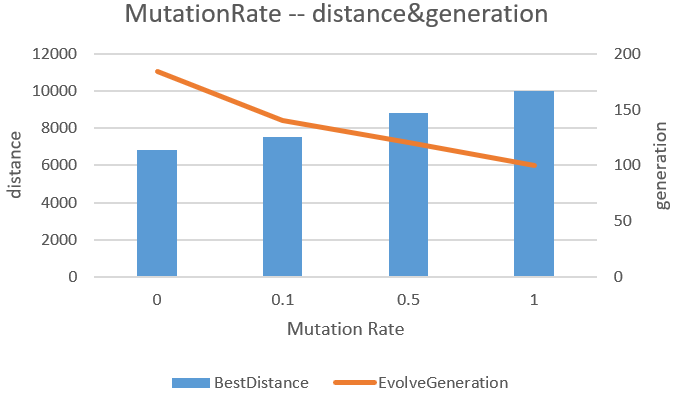 MutationRate -- distance&generation
12000
10000
8000
6000
4000
2000
0
distance
200
150
100
50
0
generation
0 0.1 0.5 1
Mutation Rate
BestDistance EvolveGeneration